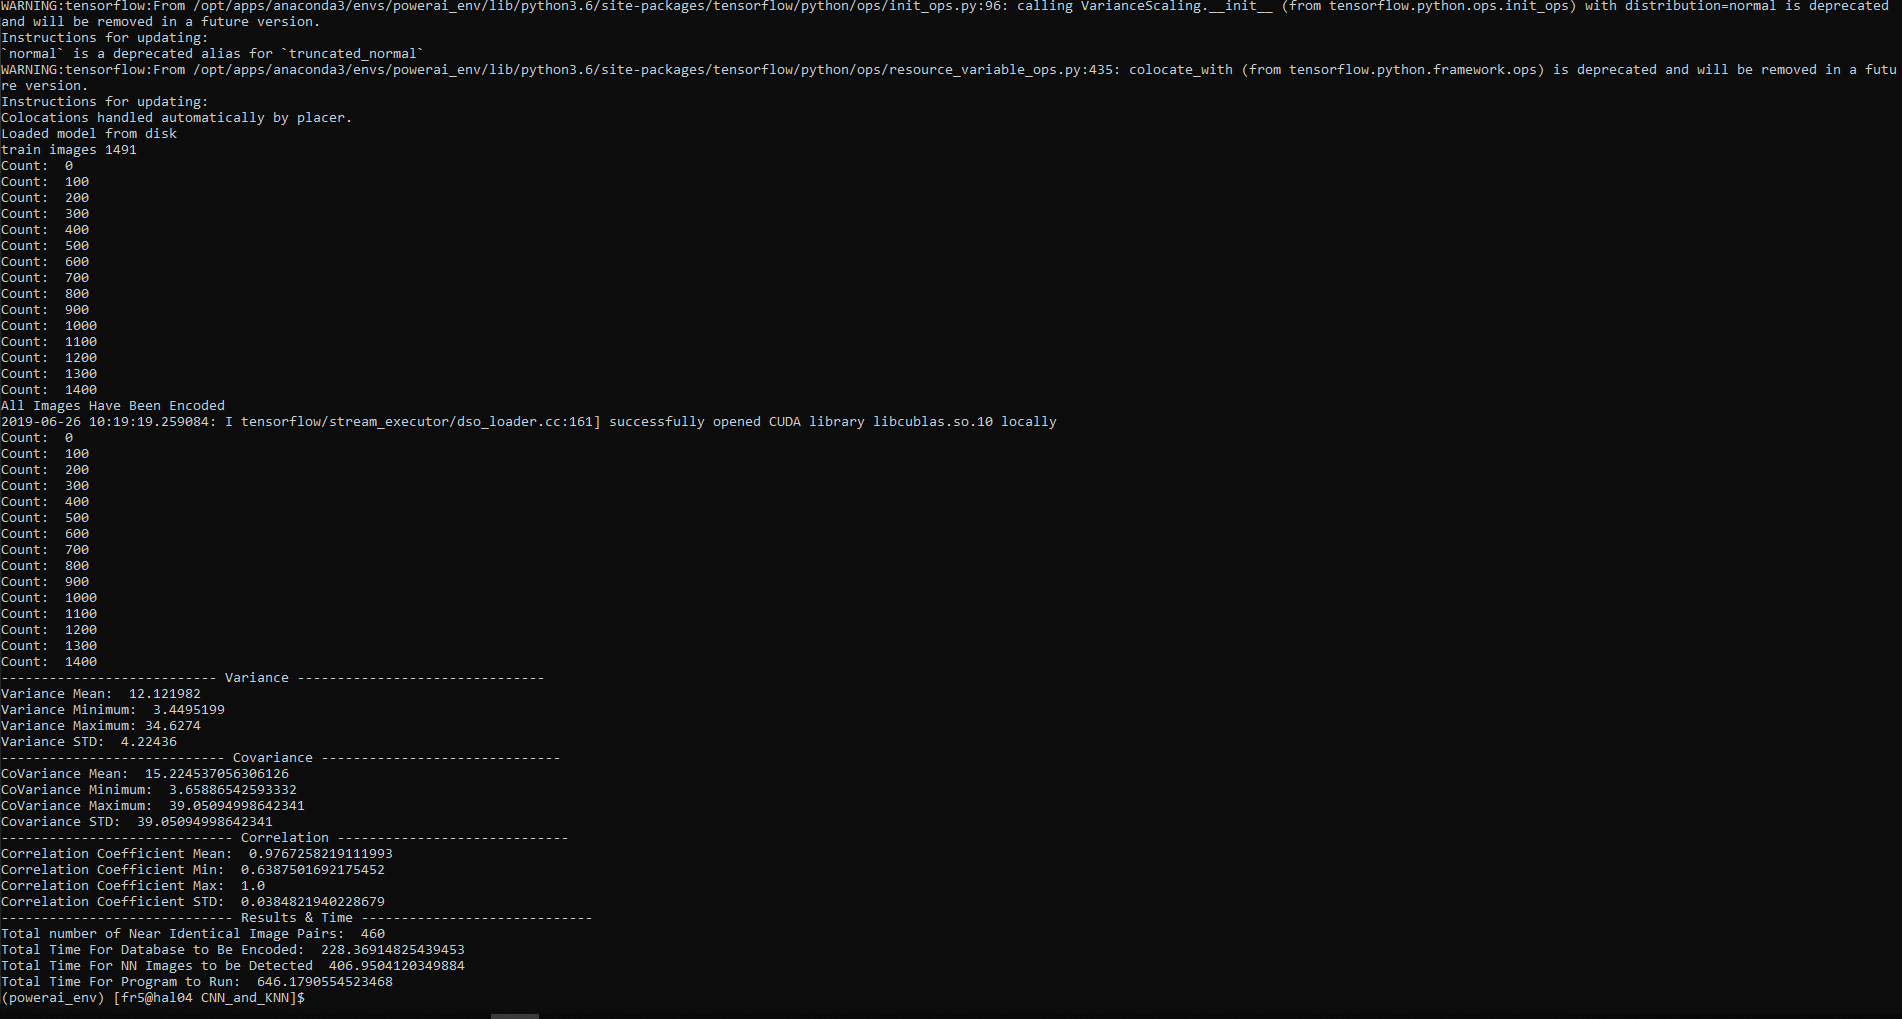 WARNING:tensorflow:From /opt/apps/anaconda3/envs/powerai_env/lib/python3.6/site-packages/tensorflow/python/ops/init_ops.py:96: calling VarianceScaling.__init__ (from tensorflow.python.ops.init_ops) with distribution=normal is deprecated
and will be removed in a future version.
Instructions for updating:
`normal` is a deprecated alias for `truncated_normal`
WARNING:tensorflow:From /opt/apps/anaconda3/envs/powerai_env/lib/python3.6/site-packages/tensorflow/python/ops/resource_variable_ops.py:435: colocate_with (from tensorflow.python.framework.ops) is deprecated and will be removed in a futu
re version.
Instructions for updating:
Colocations handled automatically by placer.
Loaded model from disk
train images 1491
Count:  0
Count:  100
Count:  200
Count:  300
Count:  400
Count:  500
Count:  600
Count:  700
Count:  800
Count:  900
Count:  1000
Count:  1100
Count:  1200
Count:  1300
Count:  1400
All Images Have Been Encoded
2019-06-26 10:19:19.259084: I tensorflow/stream_executor/dso_loader.cc:161] successfully opened CUDA library libcublas.so.10 locally
Count:  0
Count:  100
Count:  200
Count:  300
Count:  400
Count:  500
Count:  600
Count:  700
Count:  800
Count:  900
Count:  1000
Count:  1100
Count:  1200
Count:  1300
Count:  1400
--------------------------- Variance -------------------------------
Variance Mean:  12.121982
Variance Minimum:  3.4495199
Variance Maximum: 34.6274
Variance STD:  4.22436
---------------------------- Covariance ------------------------------
CoVariance Mean:  15.224537056306126
CoVariance Minimum:  3.65886542593332
CoVariance Maximum:  39.05094998642341
Covariance STD:  39.05094998642341
----------------------------- Correlation -----------------------------
Correlation Coefficient Mean:  0.9767258219111993
Correlation Coefficient Min:  0.6387501692175452
Correlation Coefficient Max:  1.0
Correlation Coefficient STD:  0.0384821940228679
----------------------------- Results & Time -----------------------------
Total number of Near Identical Image Pairs:  460
Total Time For Database to Be Encoded:  228.36914825439453
Total Time For NN Images to be Detected  406.9504120349884
Total Time For Program to Run:  646.1790554523468
(powerai_env) [fr5@hal04 CNN_and_KNN]$